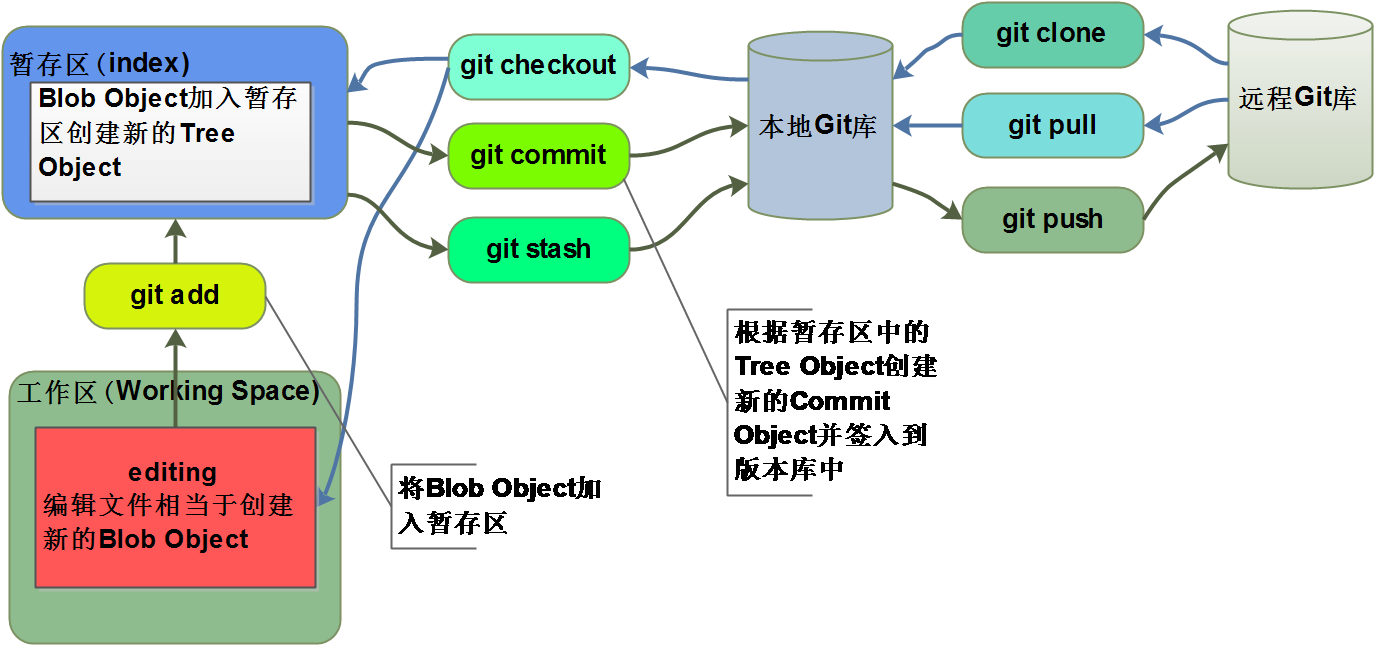 暂存区(index)
Blob Object加入暂存
区创建新的Tree
Object
git checkout
git commit
git stash
本地Git库
git clone
git pull
git push
远程Git库
git add
工作区(Working Space)
editing
编辑文件相当于创建
新的Blob Object
将Blob Object加
入暂存区
根据暂存区中的
Tree Object创建
新的Commit
Object并签入到
版本库中